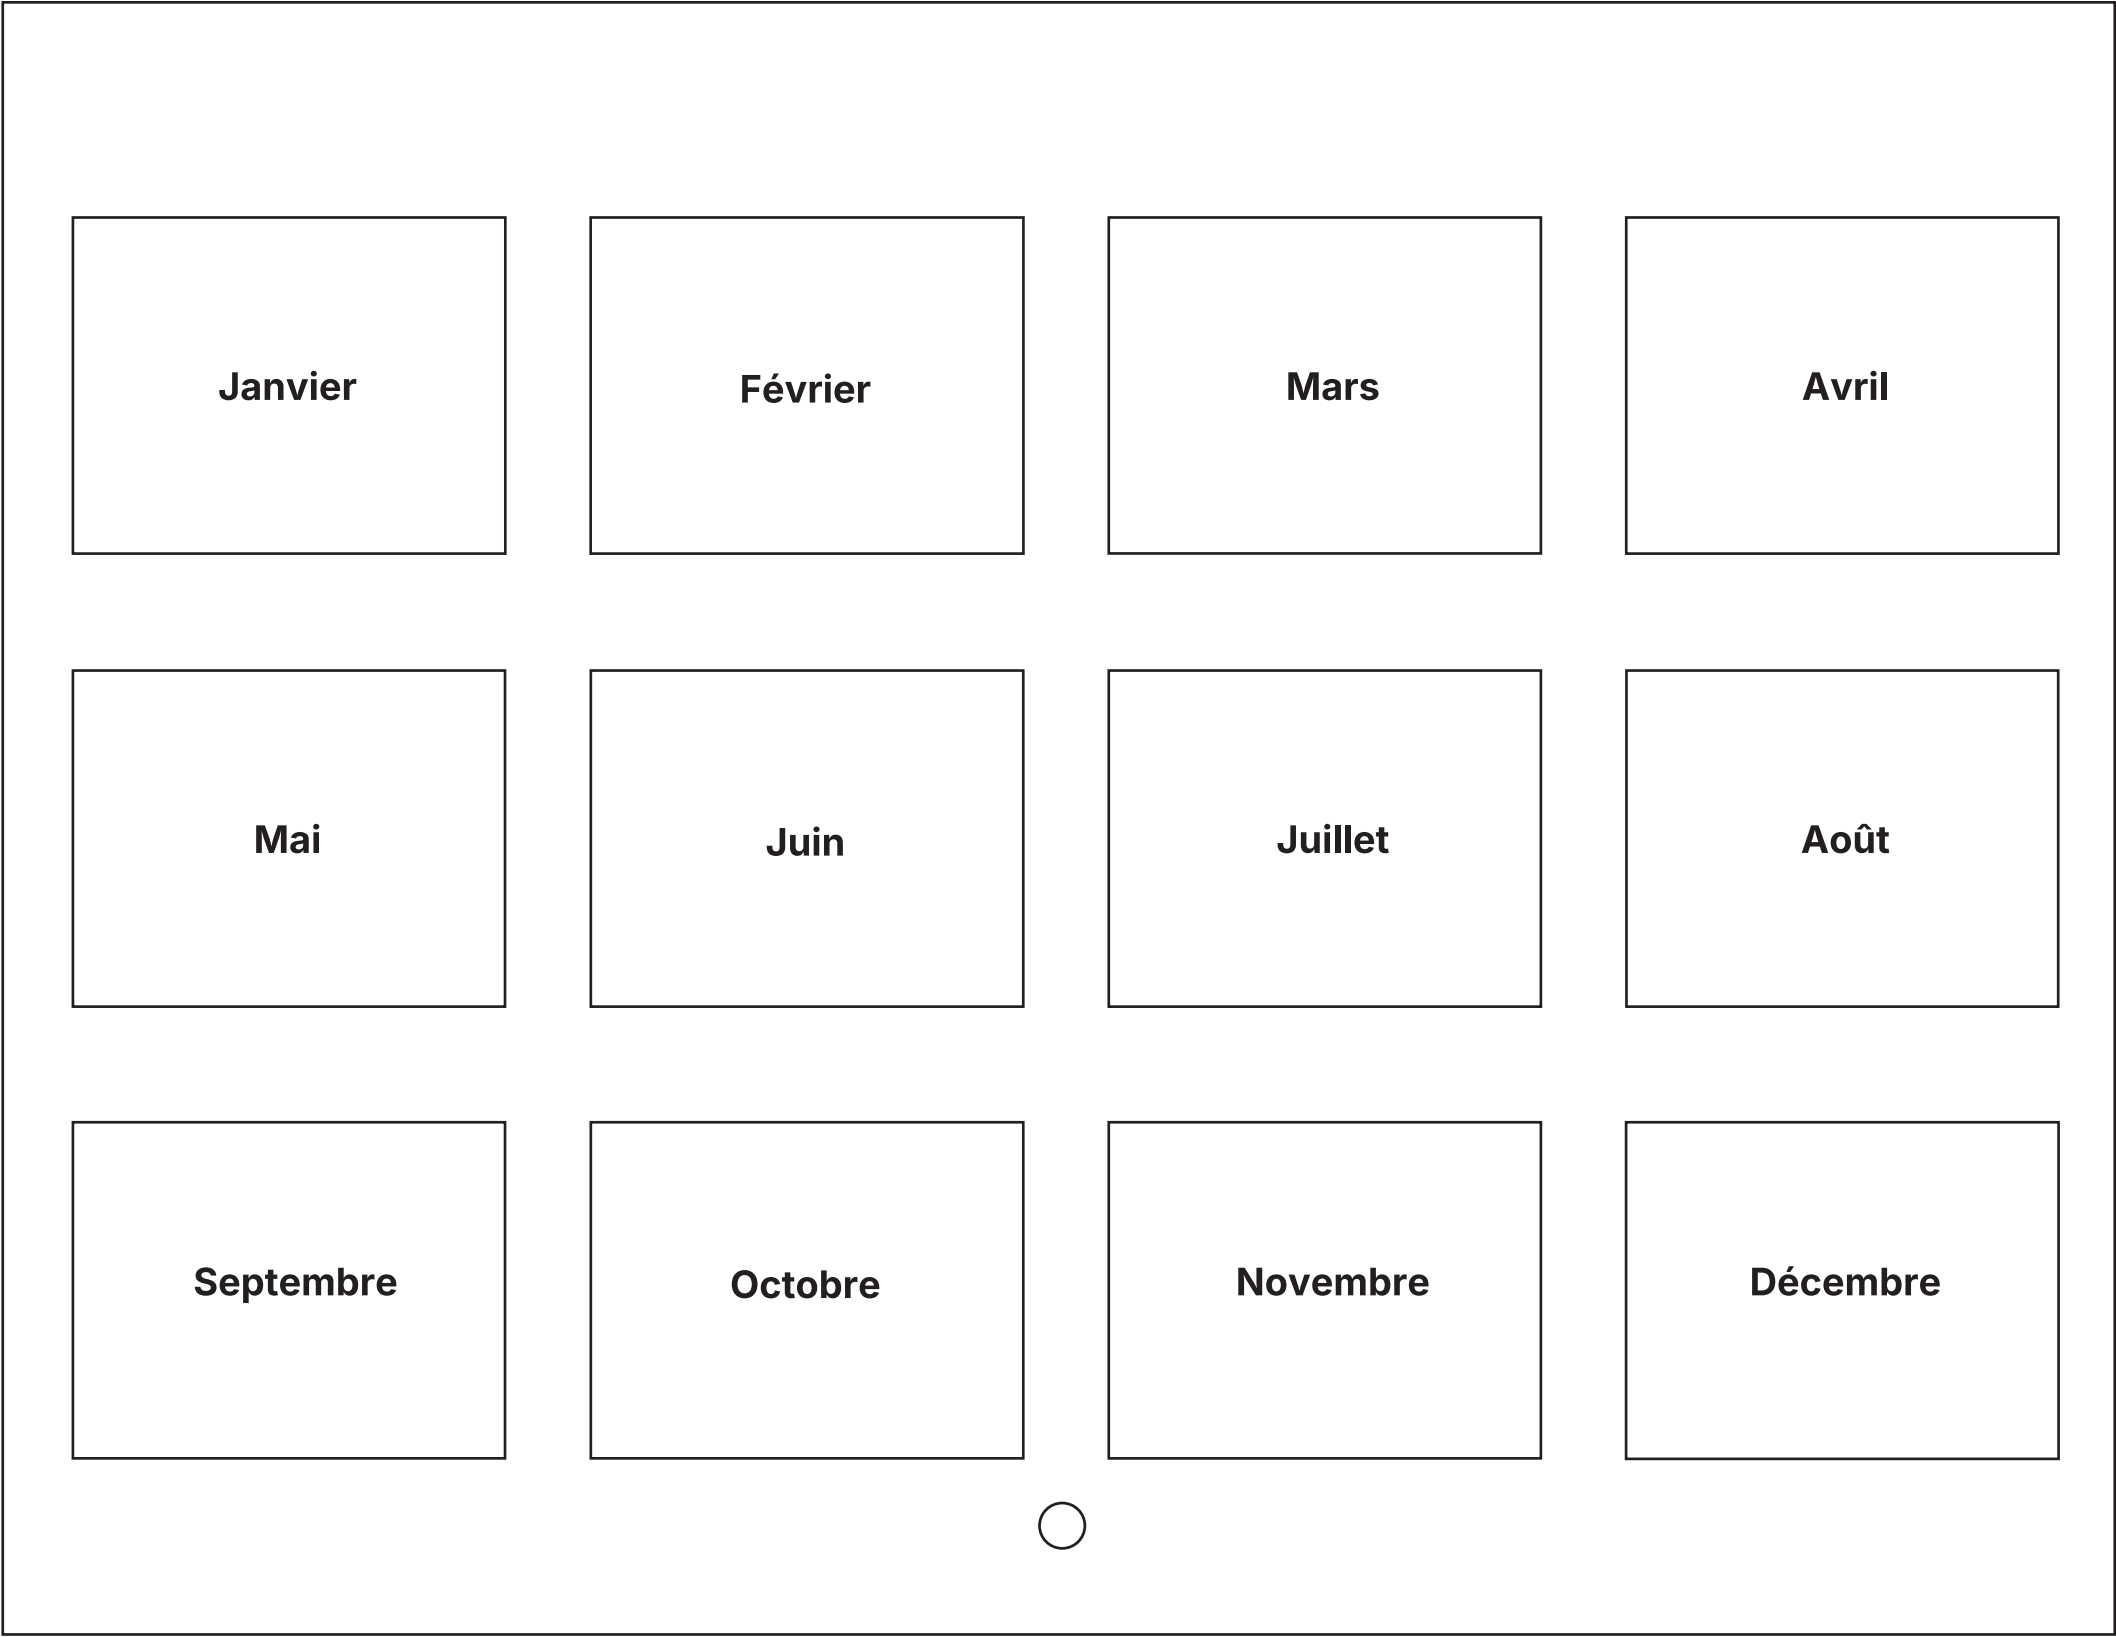 Janvier
Février
Mars
Avril
Mai
Juin
Juillet
Août
Septembre
Octobre
Novembre
Décembre